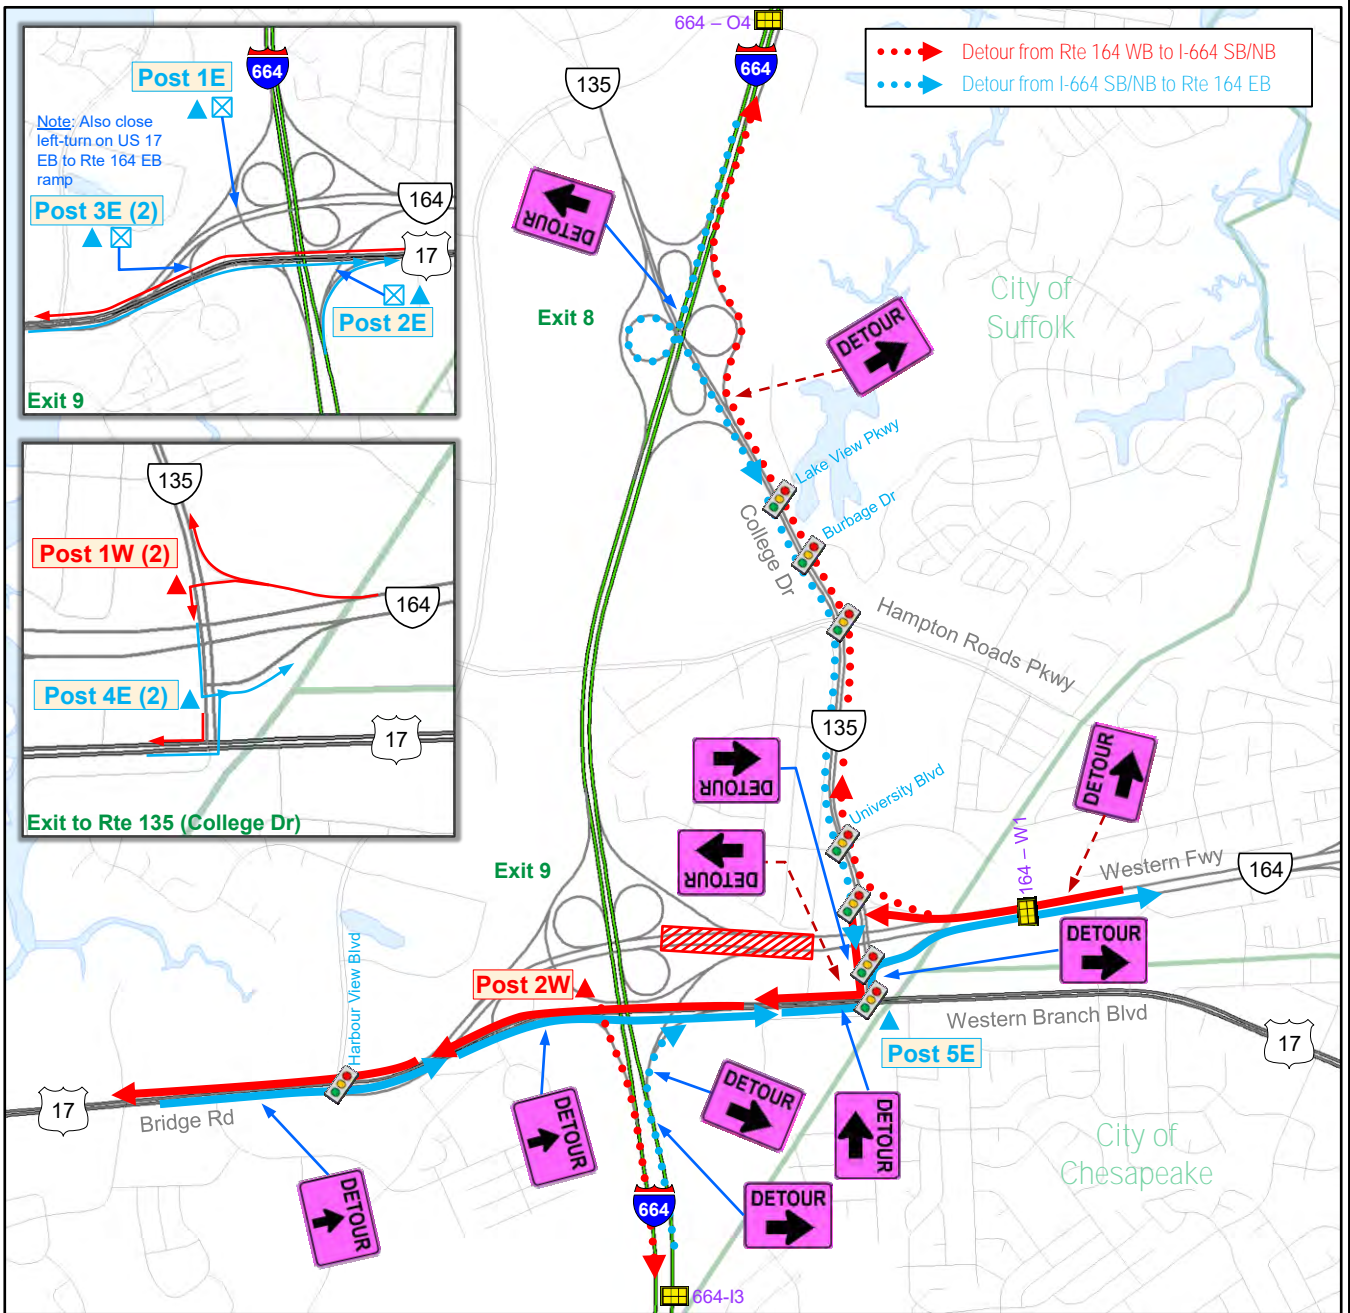 664 – O4
664
135
Detour from Rte 164 WB to I-664 SB/NB
Detour from I-664 SB/NB to Rte 164 EB
664
Post 1E
Note: Also close
left-turn on US 17
EB to Rte 164 EB
ramp
Post 3E (2)
164
17
Post 2E
Exit 9
DETOUR
Exit 8
City of
Suffolk
DETOUR
Lake View Pkwy
College Dr
Burbage Dr
Hampton Roads Pkwy
135
Post 1W (2)
164
Post 4E (2)
17
Exit to Rte 135 (College Dr)
135
DETOUR
University Blvd
DETOUR
DETOUR
Exit 9
164 – W1
Western Fwy
164
DETOUR
Harbour View Blvd
Post 2W
Western Branch Blvd
Post 5E
17
17
Bridge Rd
DETOUR
DETOUR
DETOUR
DETOUR
DETOUR
City of
Chesapeake
664
664-I3